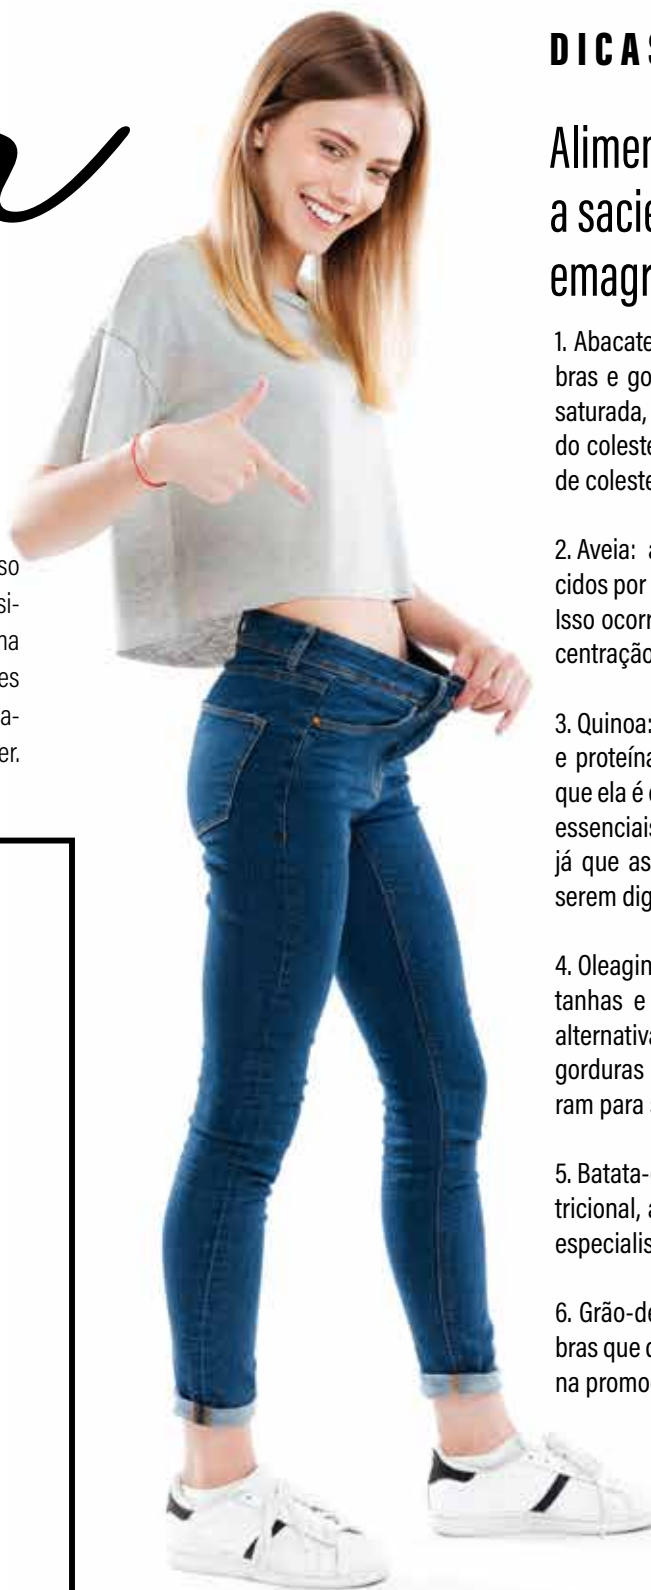 so
si-
na
es
a-
er.
DICAS
Alimen
a sacie
emagr
1. Abacate
bras e go
saturada,
do coleste
de coleste
2. Aveia: a
cidos por
Isso ocorr
centração
3. Quinoa:
e proteína
que ela é
essenciais
já que as
serem dig
4. Oleagin
tanhas e
alternativa
gorduras
ram para
5. Batata-
tricional, a
especialis
6. Grão-de
bras que
na promo